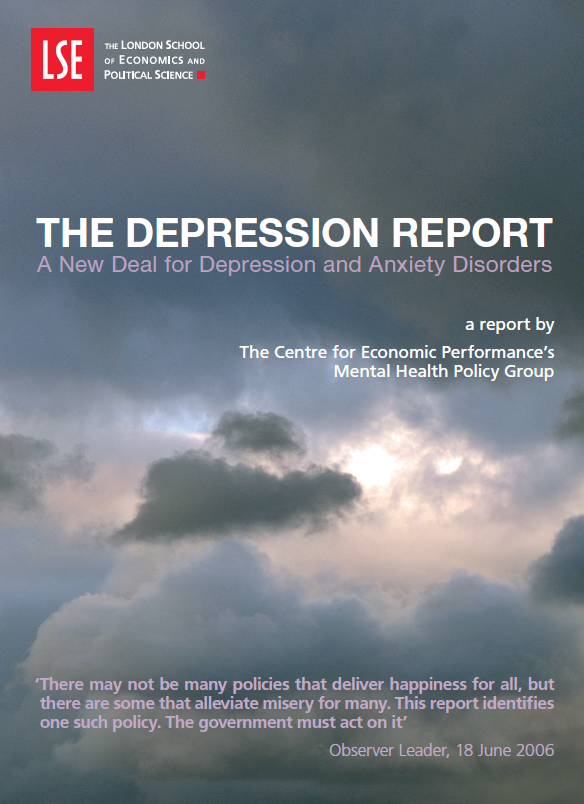 LSE
THE LONDON SCHOOL
OF ECONOMICS AND
POLITICAL SCIENCE
THE DEPRESSION REPORT
A New Deal for Depression and Anxiety Disorders
a report by
The Centre for Economic Performance's
Mental Health Policy Group
'There may not be many policies that deliver happiness for all, but
there are some that alleviate misery for many. This report identifies
one such policy. The government must act on it'
Observer Leader, 18 June 2006